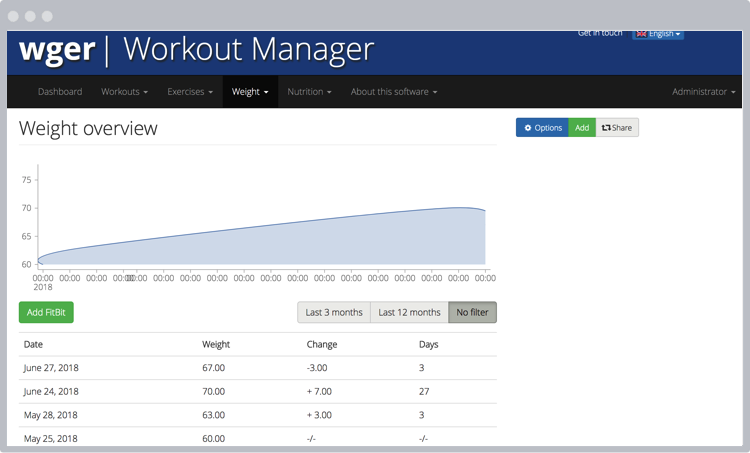 Get in touch English
wger | Workout Manager
Dashboard Workouts Exercises Weight Nutrition About this software Administrator
Weight overview
Options Add Share
75
70
65
60
00:00 00:00 00:00 00:00 00:00 00:00 00:00 00:00 00:00 00:00 00:00 00:00 00:00 00:00 00:00 00:00 00:00
2018
Add FitBit Last 3 months Last 12 months No filter
Date Weight Change Days
June 27, 2018 67.00 -3.00 3
June 24, 2018 70.00 + 7.00 27
May 28, 2018 63.00 + 3.00 3
May 25, 2018 60.00 -/- -/-